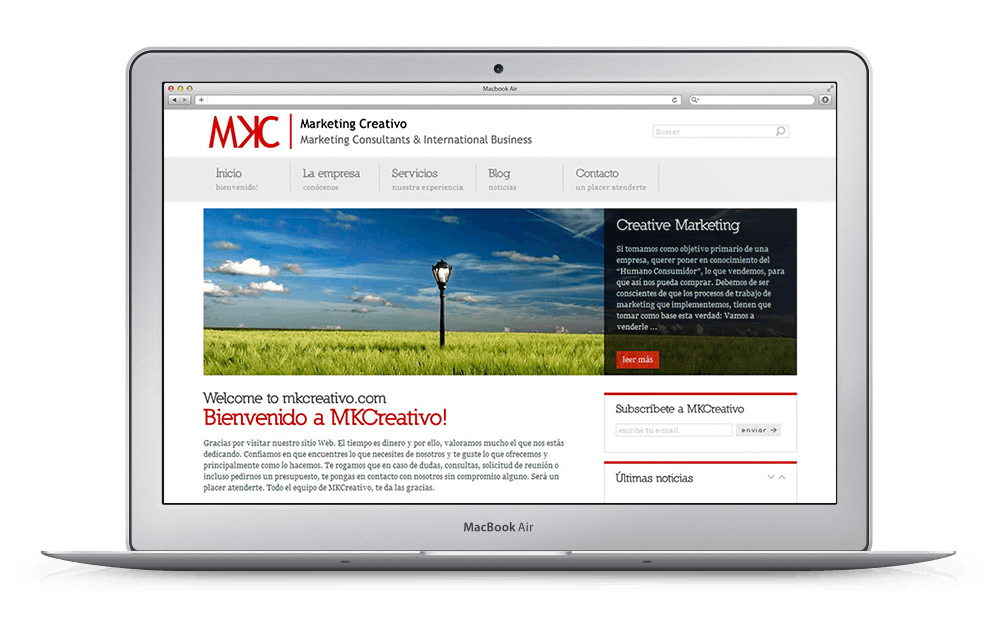 Macbook Air
MKC
Marketing Creativo
Marketing Consultants & International Business
Buscar
Inicio
bienvenido!
La empresa
conócenos
Servicios
nuestra experiencia
Blog
noticias
Contacto
un placer atenderte
Creative Marketing
Si tomamos como objetivo primario de una
empresa, querer poner en conocimiento del
“Humano Consumidor”, lo que vendemos, para
que así nos pueda comprar. Debemos de ser
conscientes de que los procesos de trabajo de
marketing que implementemos, tienen que
tomar como base esta verdad: Vamos a
venderle ...
leer más
Welcome to mkcreativo.com
Bienvenido a MKCreativo!
Gracias por visitar nuestro sitio Web. El tiempo es dinero y por ello, valoramos mucho el que nos estás
dedicando. Confiamos en que encuentres lo que necesites de nosotros y te guste lo que ofrecemos y
principalmente como lo hacemos. Te rogamos que en caso de dudas, consultas, solicitud de reunión o
incluso pedirnos un presupuesto, te pongas en contacto con nosotros sin compromiso alguno. Será un
placer atenderte. Todo el equipo de MKCreativo, te da las gracias.
Subscríbete a MKCreativo
escribe tu e-mail
enviar →
Últimas noticias
MacBook Air